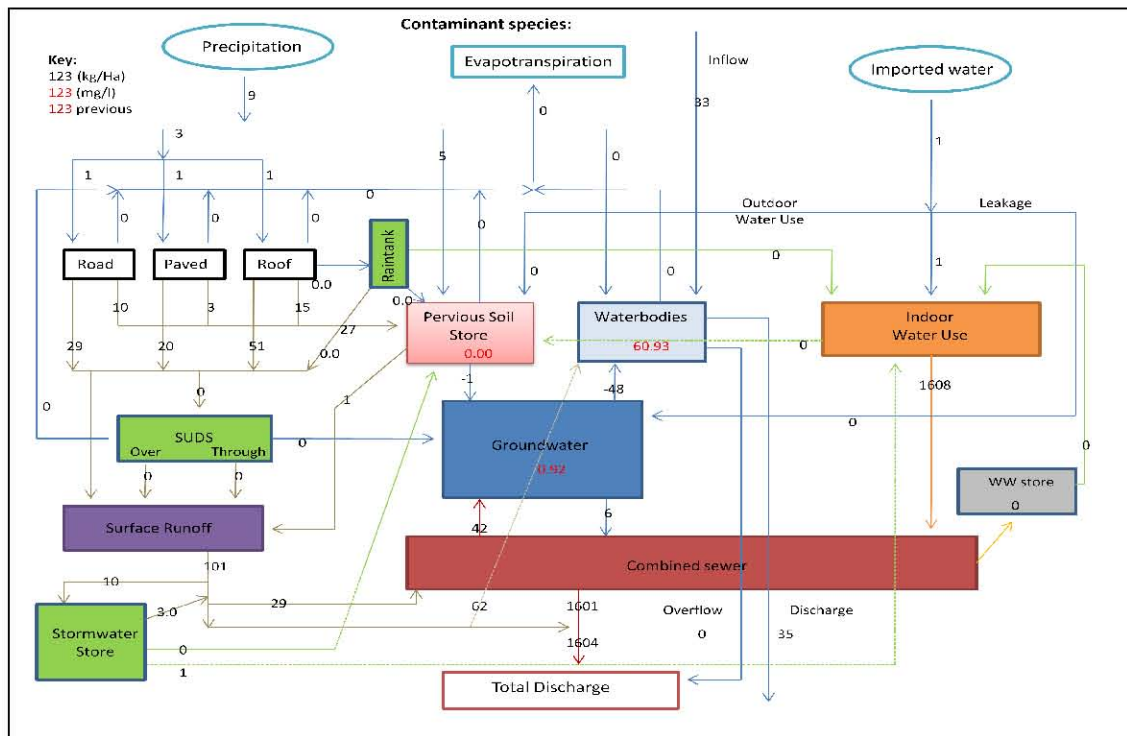 Contaminant species:
Precipitation
Evapotranspiration
Inflow
Imported water
Key:
123 (kg/Ha)
123 (mg/l)
123 previous
9
0
33
3
5
0
1
1
1
1
0
Outdoor
Water Use
Leakage
0
0
0
0
0
Road
Paved
Roof
Raintank
0.0
0
0
1
0.0
10
3
15
27
Pervious Soil
Store
0.00
Waterbodies
60.93
Indoor
Water Use
29
20
51
0.0
0
1608
-1
-48
0
1
0
0
SUDS
Over
Through
0
Groundwater
0.92
0
0
0
WW store
0
Surface Runoff
42
6
Combined sewer
101
10
29
62
1601
Overflow
Discharge
3.0
0
35
Stormwater
Store
0
1604
1
Total Discharge